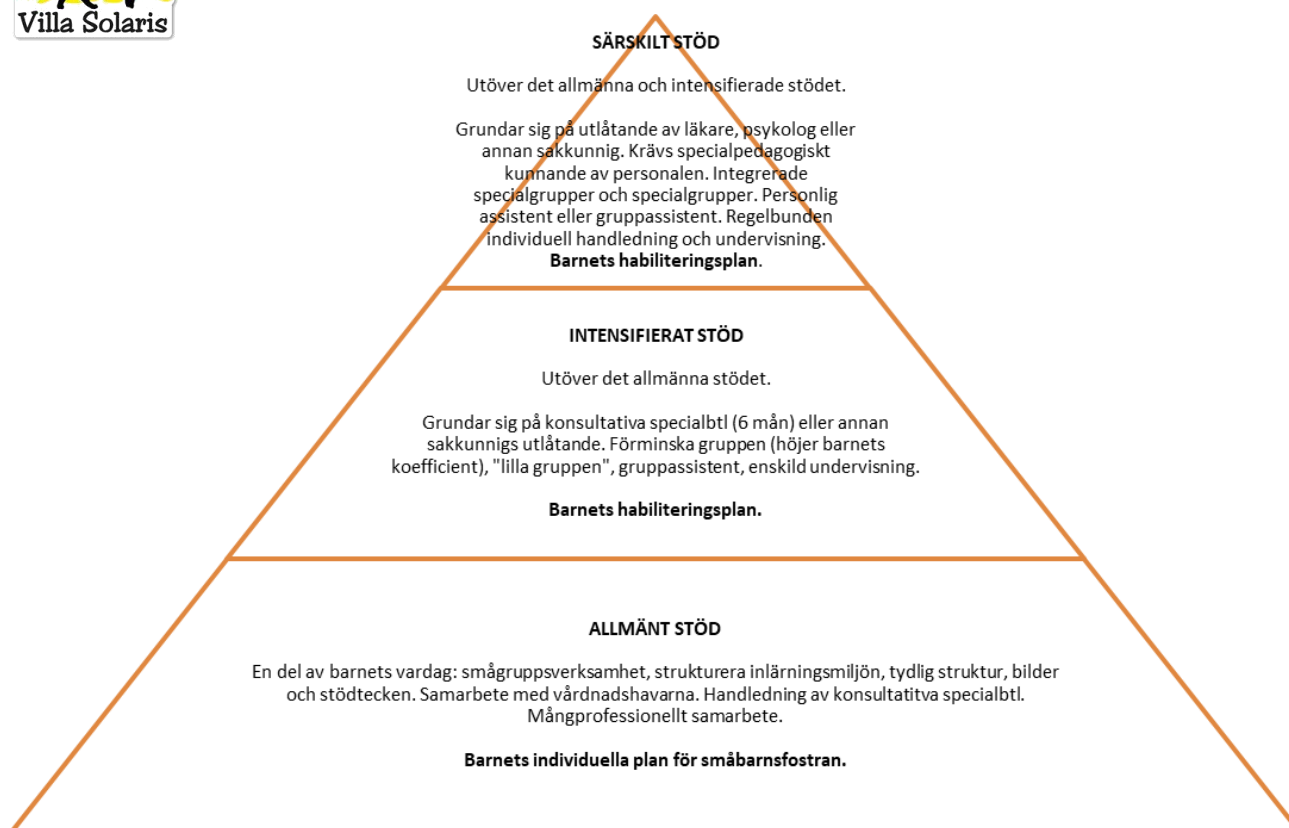 Villa Solaris
SÄRSKILT STÖD
Utöver det allmänna och intensifierade stödet.
Grundar sig på utlåtande av läkare, psykolog eller
annan sakkunnig. Krävs specialpedagogiskt
kunnande av personalen. Integrerade
specialgrupper och specialgrupper. Personlig
assistent eller gruppassistent. Regelbunden
individuell handledning och undervisning.
Barnets habiliteringsplan.
INTENSIFIERAT STÖD
Utöver det allmänna stödet.
Grundar sig på konsultativa specialbtl (6 mån) eller annan
sakkunnigs utlåtande. Förminska gruppen (höjer barnets
koefficient), "lilla gruppen", gruppassistent, enskild undervisning.
Barnets habiliteringsplan.
ALLMÄNT STÖD
En del av barnets vardag: smågruppsverksamhet, strukturera inlärningsmiljön, tydlig struktur, bilder
och stödtecken. Samarbete med vårdnadshavarna. Handledning av konsultatitva specialbtl.
Mångprofessionellt samarbete.
Barnets individuella plan för småbarnsfostran.